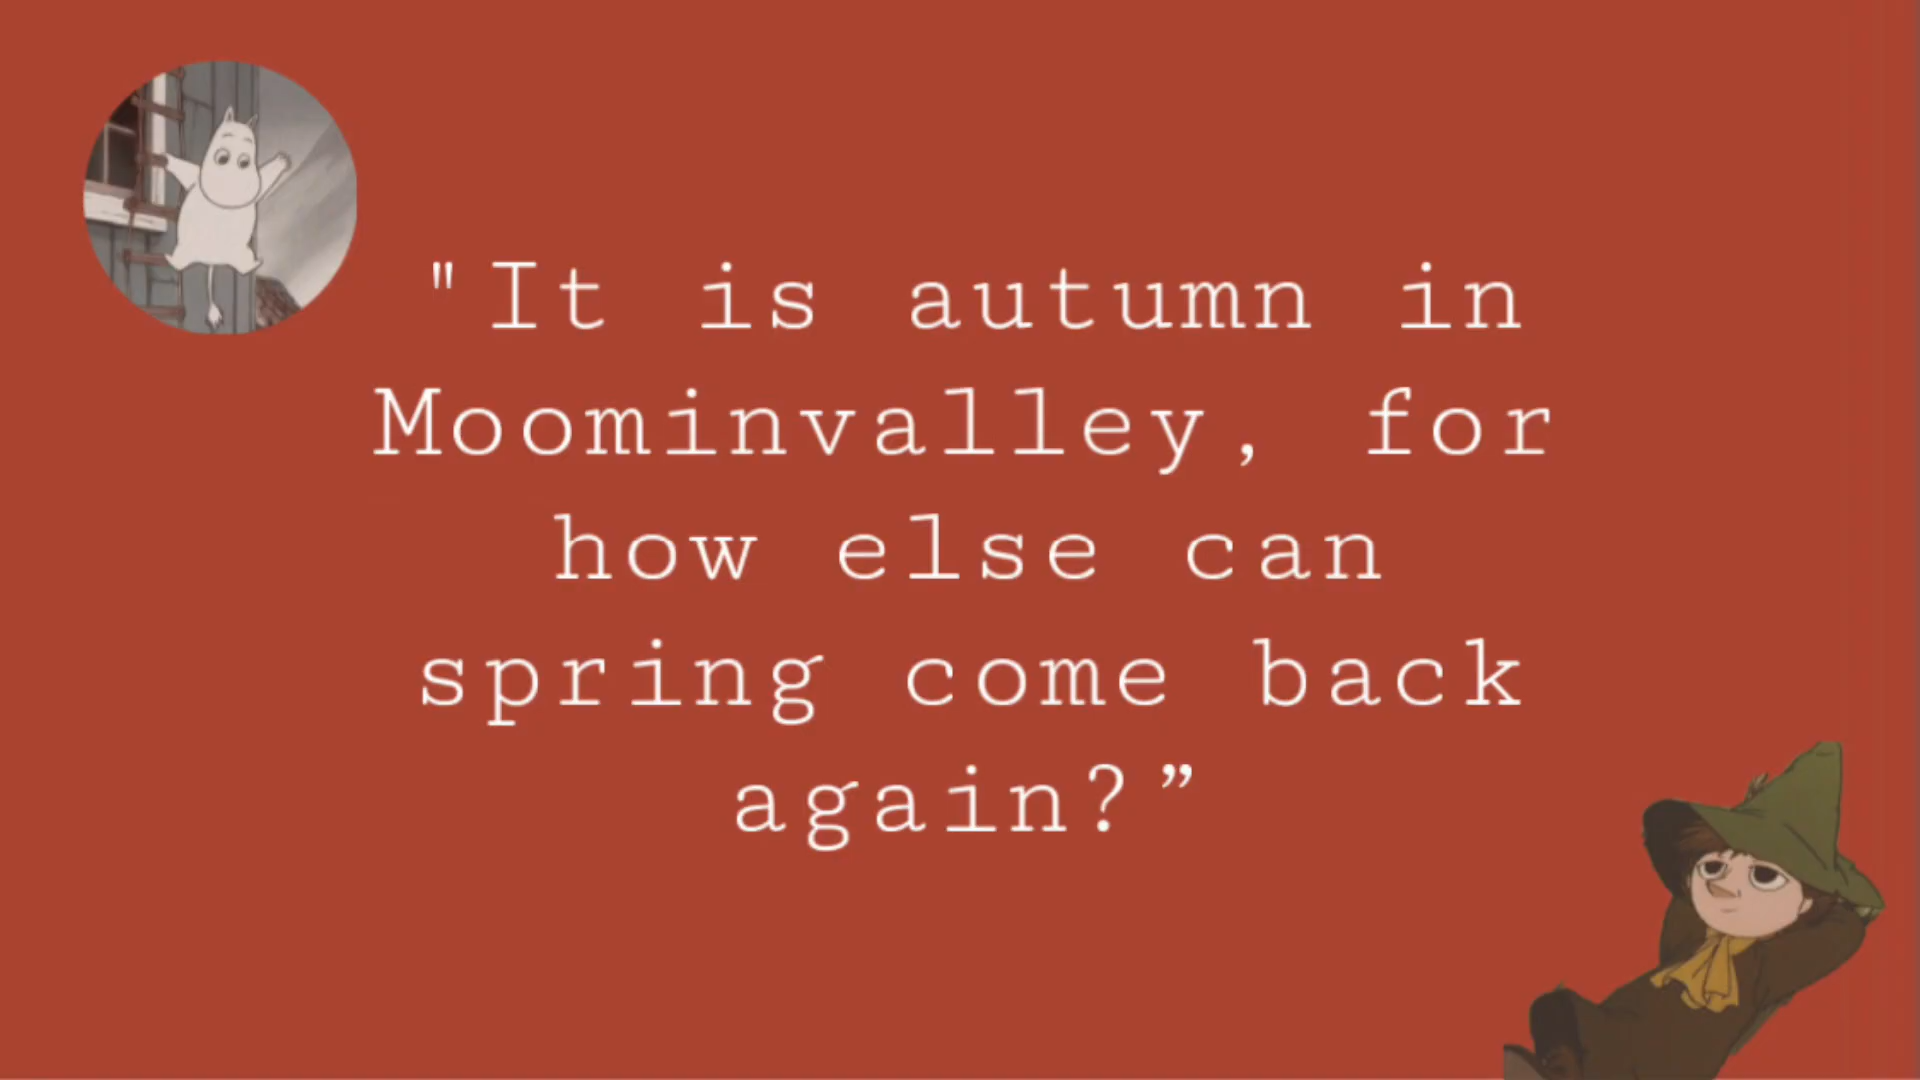 "It is autumn in
Moominvalley, for
how else can
spring come back
again?”